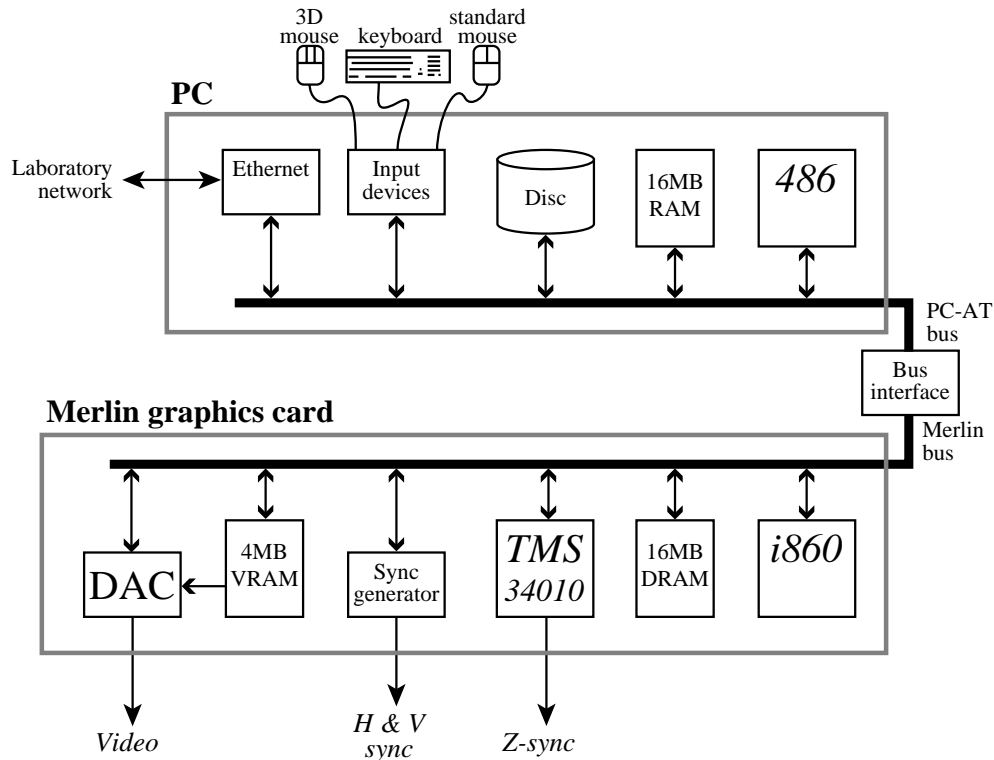 3D
mouse
keyboard
standard
mouse
PC
Laboratory
network
Ethernet
Input
devices
Disc
16MB
RAM
486
PC-AT
bus
Bus
interface
Merlin graphics card
Merlin
bus
DAC
4MB
VRAM
Sync
generator
TMS
34010
16MB
DRAM
i860
Video
H & V
sync
Z-sync